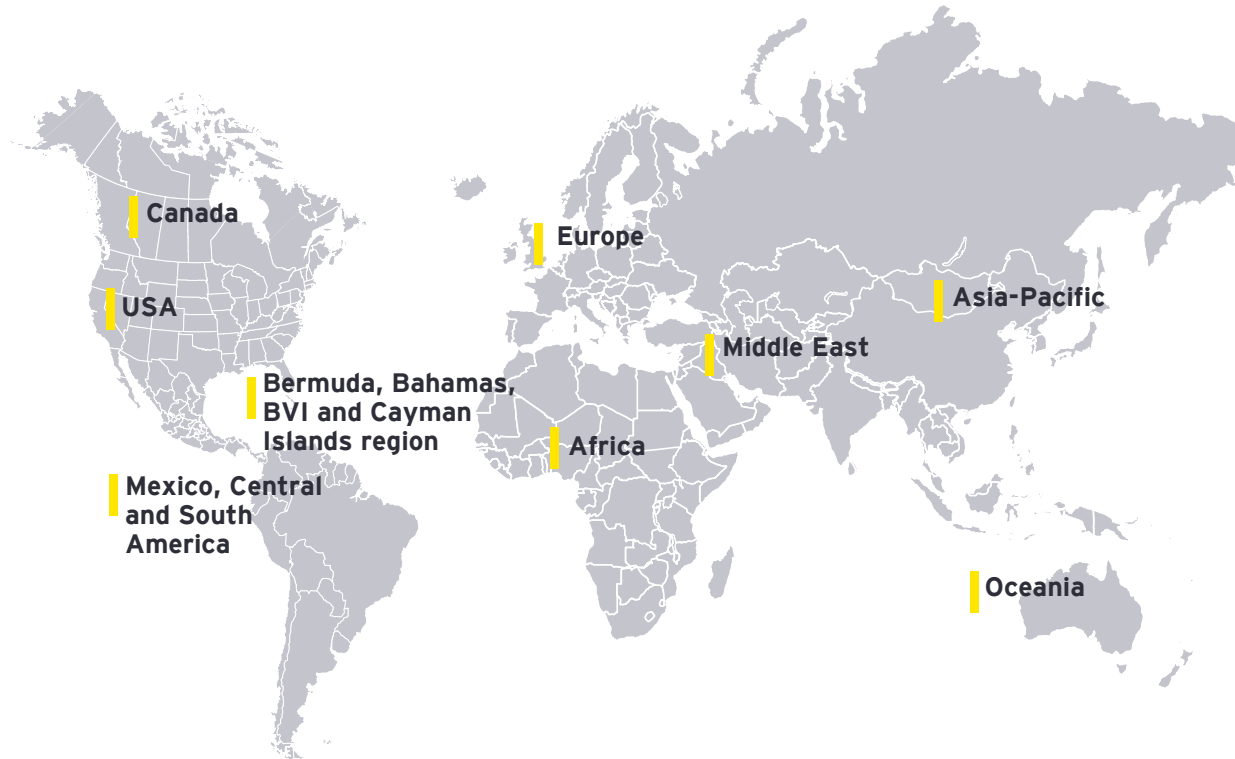 Canada
Europe
Asia-Pacific
USA
Middle East
Bermuda, Bahamas,
BVI and Cayman
Islands region
Africa
Mexico, Central
and South
America
Oceania